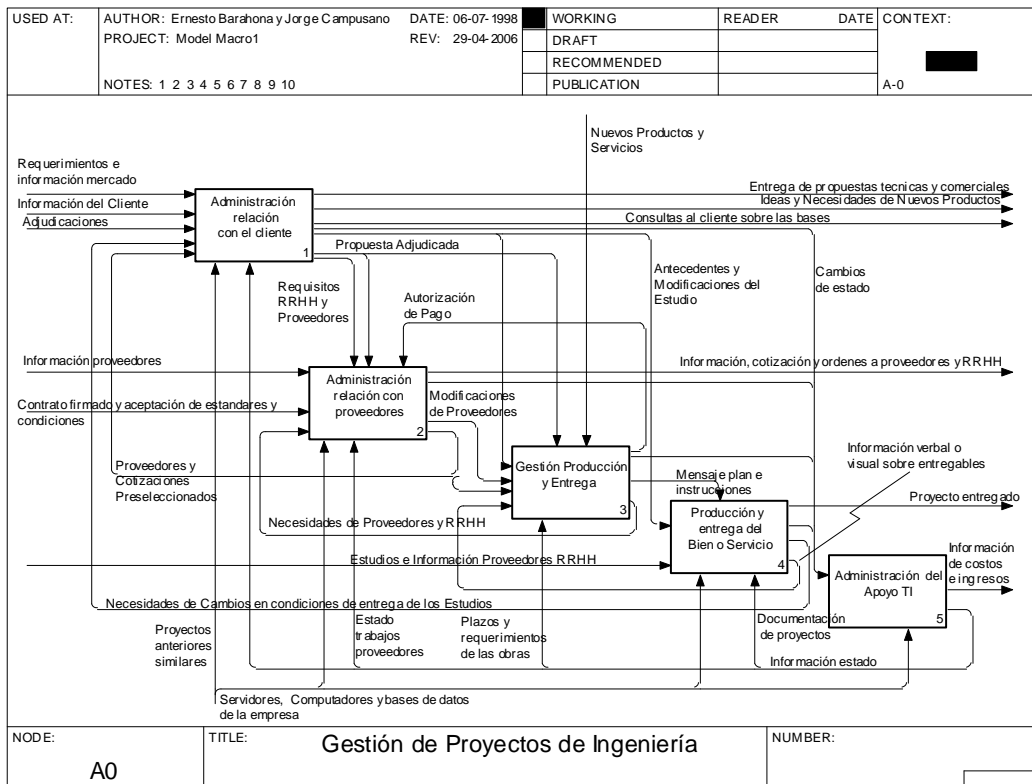 USED AT:
AUTHOR: Ernesto Barahona y Jorge Campusano
DATE: 06-07-1998
PROJECT: Model Macro1
REV: 29-04-2006
NOTES: 1 2 3 4 5 6 7 8 9 10
WORKING
DRAFT
RECOMMENDED
PUBLICATION
READER
DATE
CONTEXT:
A-0
Nuevos Productos y
Servicios
Requerimientos e
información mercado
Información del Cliente
Adjudicaciones
Administración
relación
con el cliente
1
Entrega de propuestas tecnicas y comerciales
Ideas y Necesidades de Nuevos Productos
Consultas al cliente sobre las bases
Propuesta Adjudicada
Requisitos
RRHH y
Proveedores
Autorización
de Pago
Antecedentes y
Modificaciones del
Estudio
Cambios
de estado
Información proveedores
Información, cotización y ordenes a proveedores y RRHH
Administración
relación con
proveedores
2
Modificaciones
de Proveedores
Contrato firmado y aceptación de estandares y
condiciones
Proveedores y
Cotizaciones
Preseleccionados
Gestión Producción
y Entrega
3
Mensaje plan e
instrucciones
Información verbal o
visual sobre entregables
Proyecto entregado
Producción y
entrega del
Bien o Servicio
4
Necesidades de Proveedores y RRHH
Estudios e Información Proveedores RRHH
Información
de costos
e ingresos
Administración del
Apoyo TI
5
Necesidades de Cambios en condiciones de entrega de los Estudios
Proyectos
anteriores
similares
Estado
trabajos
proveedores
Plazos y
requerimientos
de las obras
Documentación
de proyectos
Información estado
Servidores, Computadores y bases de datos
de la empresa
NODE:
A0
TITLE:
Gestión de Proyectos de Ingeniería
NUMBER: